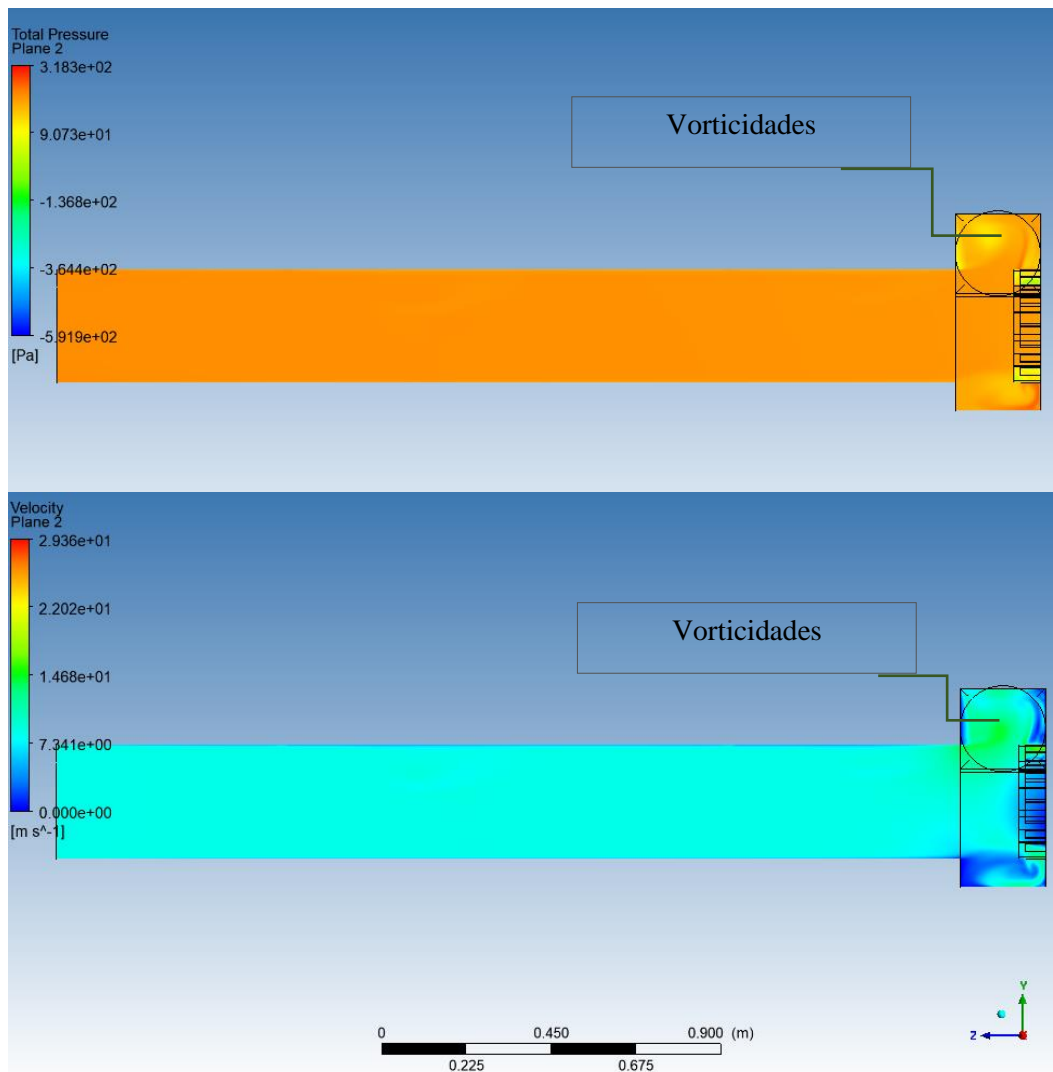 Total Pressure
Plane 2
3.183e+02
9.073e+01
-1.368e+02
-3.644e+02
-5.919e+02
[Pa]
Vorticidades
Velocity
Plane 2
2.936e+01
2.202e+01
1.468e+01
7.341e+00
0.000e+00
[m s^-1]
Vorticidades
0 0.450 0.900 (m)
0.225 0.675
Y
Z